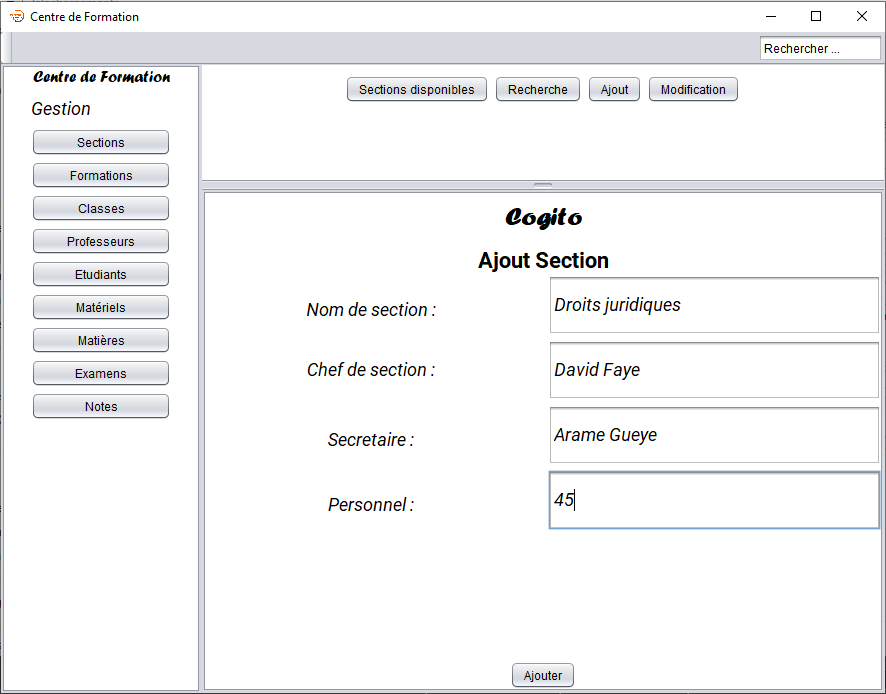 Centre de Formation
Rechercher ...
Centre de Formation
Gestion
Sections
Formations
Classes
Professeurs
Etudiants
Matériels
Matières
Examens
Notes
Sections disponibles Recherche Ajout Modification
Cogito
Ajout Section
Nom de section : Droits juridiques
Chef de section : David Faye
Secretaire : Arame Gueye
Personnel : 45
Ajouter